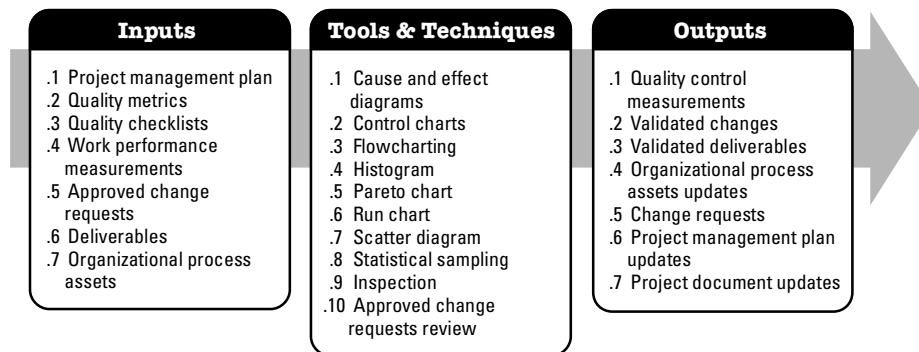 Inputs
.1 Project management plan
.2 Quality metrics
.3 Quality checklists
.4 Work performance
measurements
.5 Approved change
requests
.6 Deliverables
.7 Organizational process
assets
Tools & Techniques
.1 Cause and effect
diagrams
.2 Control charts
.3 Flowcharting
.4 Histogram
.5 Pareto chart
.6 Run chart
.7 Scatter diagram
.8 Statistical sampling
.9 Inspection
.10 Approved change
requests review
Outputs
.1 Quality control
measurements
.2 Validated changes
.3 Validated deliverables
.4 Organizational process
assets updates
.5 Change requests
.6 Project management plan
updates
.7 Project document updates